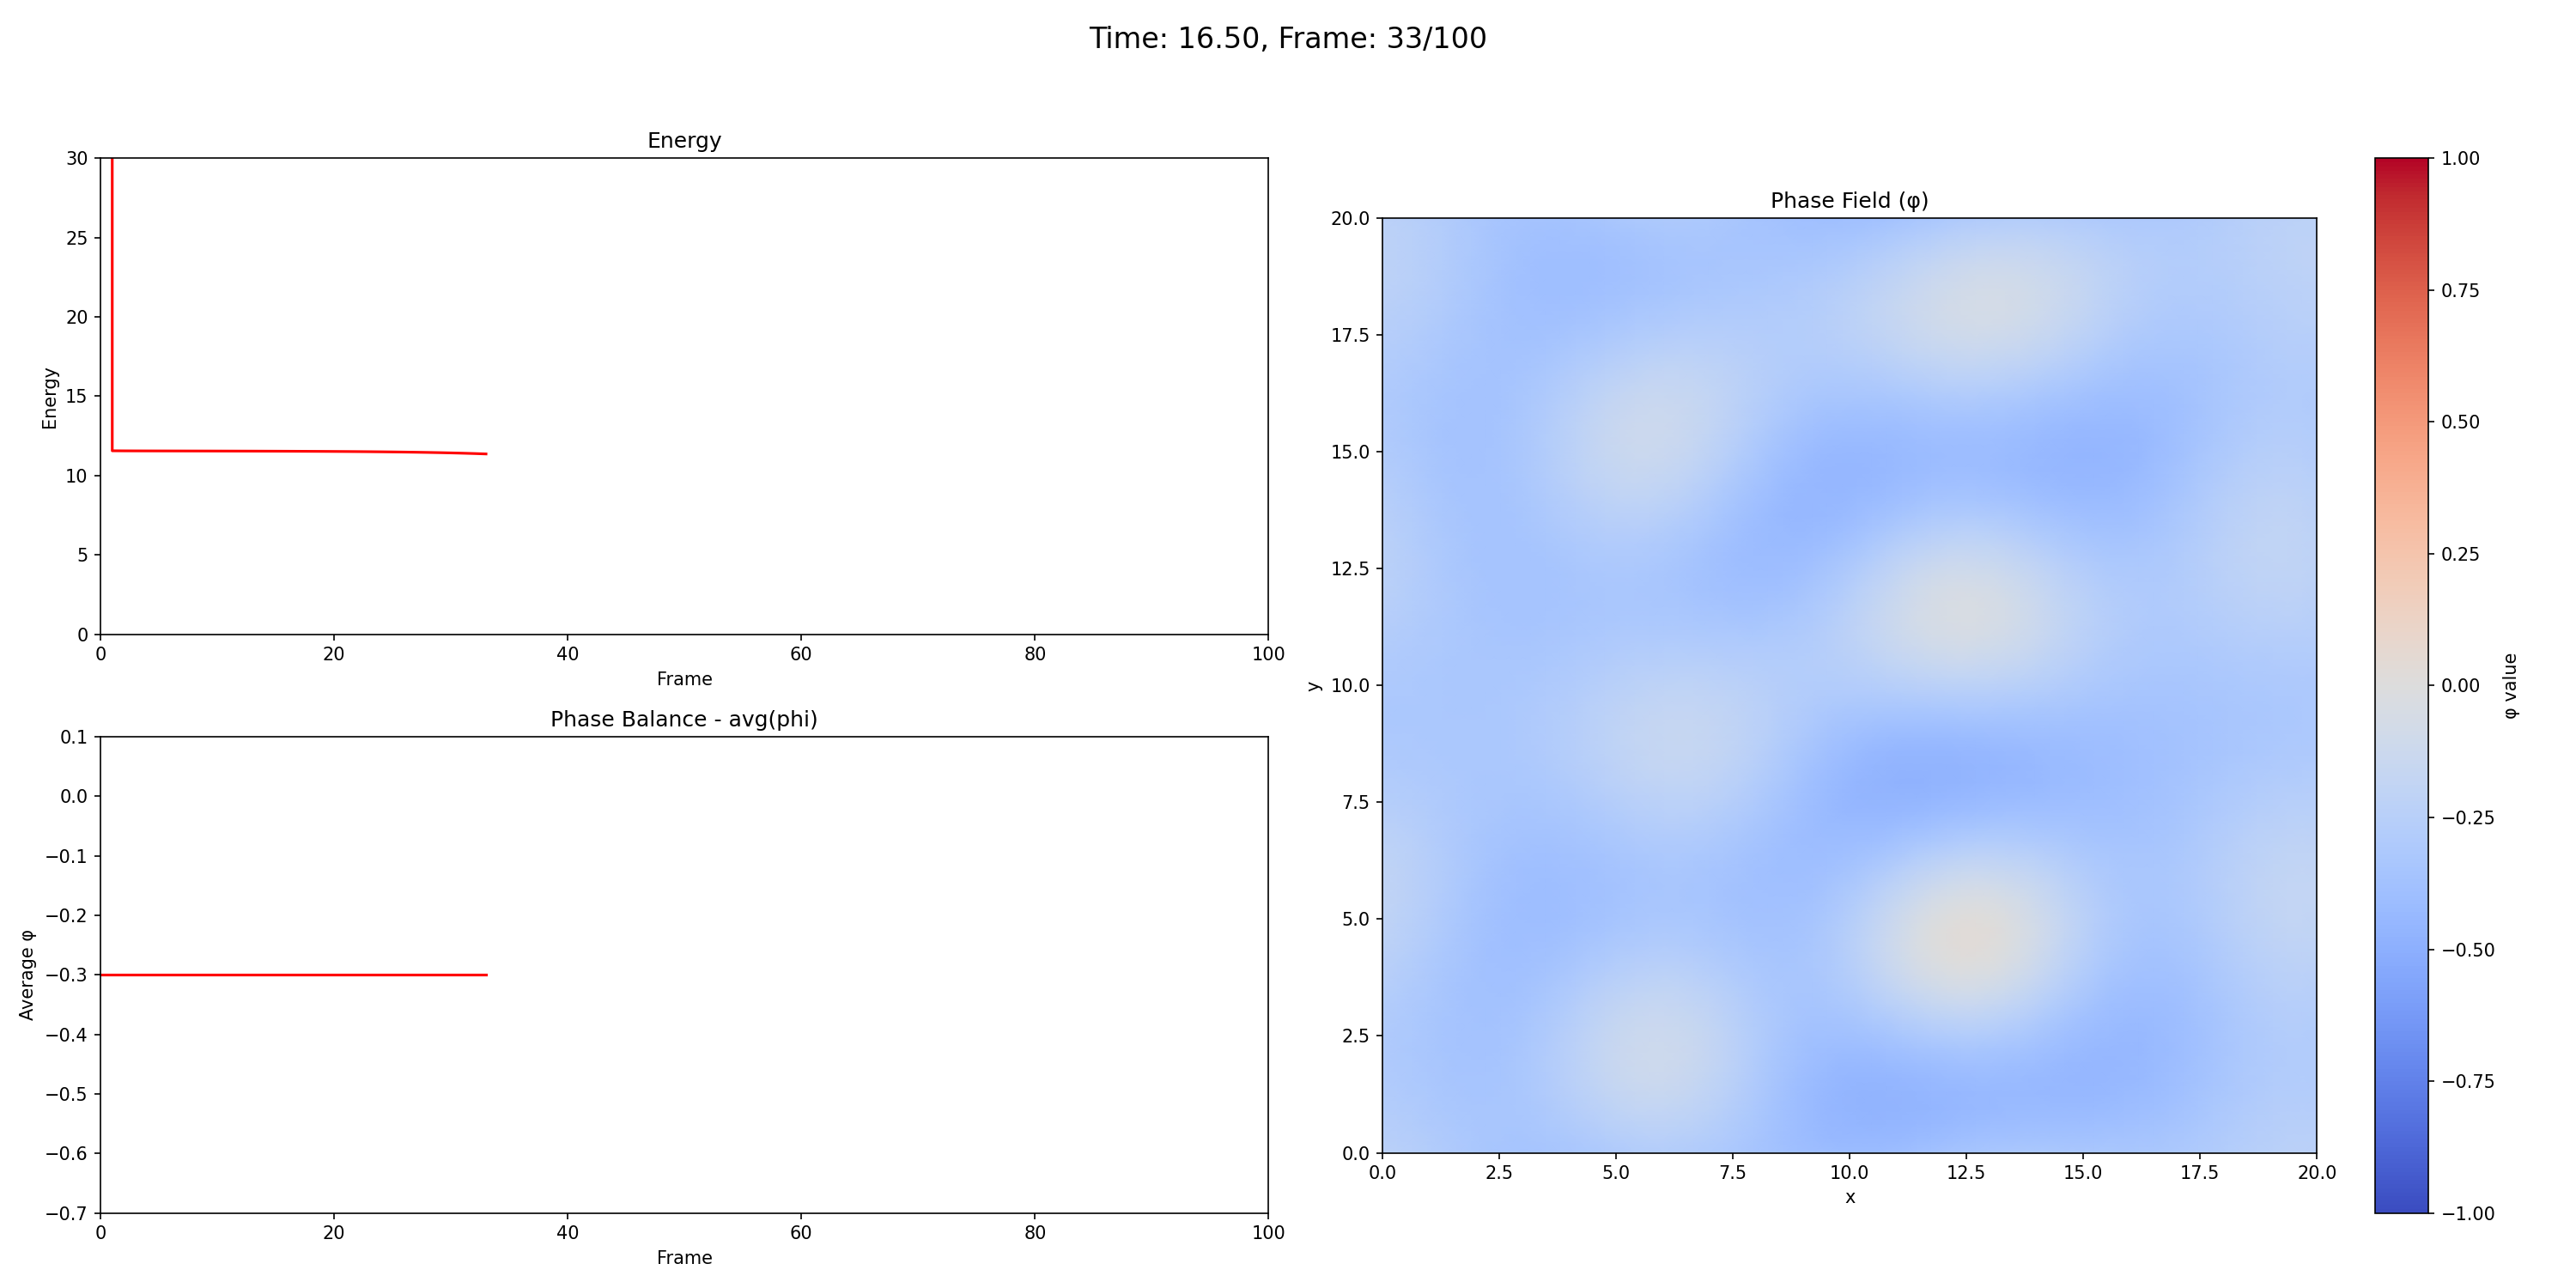 Time: 16.50, Frame: 33/100
Energy
30
25
20
15
10
5
0
Energy
0 20 40 60 80 100
Frame
Phase Balance - avg(phi)
0.1
0.0
−0.1
−0.2
−0.3
−0.4
−0.5
−0.6
−0.7
Average φ
0 20 40 60 80 100
Frame
Phase Field (φ)
20.0
17.5
15.0
12.5
10.0
7.5
5.0
2.5
0.0
y
0.0 2.5 5.0 7.5 10.0 12.5 15.0 17.5 20.0
x
1.00
0.75
0.50
0.25
0.00
−0.25
−0.50
−0.75
−1.00
φ value